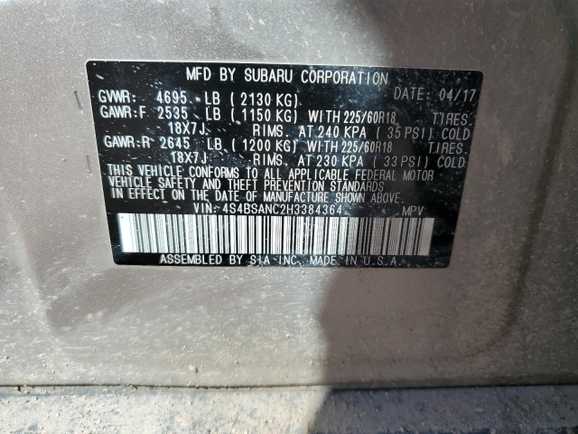 MFD BY SUBARU CORPORATION
GVWR: 4695. LB ( 2130 KG) DATE: 04/17
GAWR:F 2535 LB ( 1150 KG) WITH 225/60R18 TIRES
18X7J RIMS, AT 240 KPA ( 35 PSI) COLD
GAWR:R 2645 LB ( 1200 KG) WITH 225/60R18 TIRES
18X7J RIMS, AT 230 KPA ( 33 PSI) COLD
THIS VEHICLE CONFORMS TO ALL APPLICABLE FEDERAL MOTOR
VEHICLE SAFETY AND THEFT PREVENTION STANDARDS
IN EFFECT ON THE DATE OF MANUFACTURE SHOWN ABOVE.
VIN: 4S4BSANC2H3384364 MPV
ASSEMBLED BY SIA INC. MADE IN U.S.A